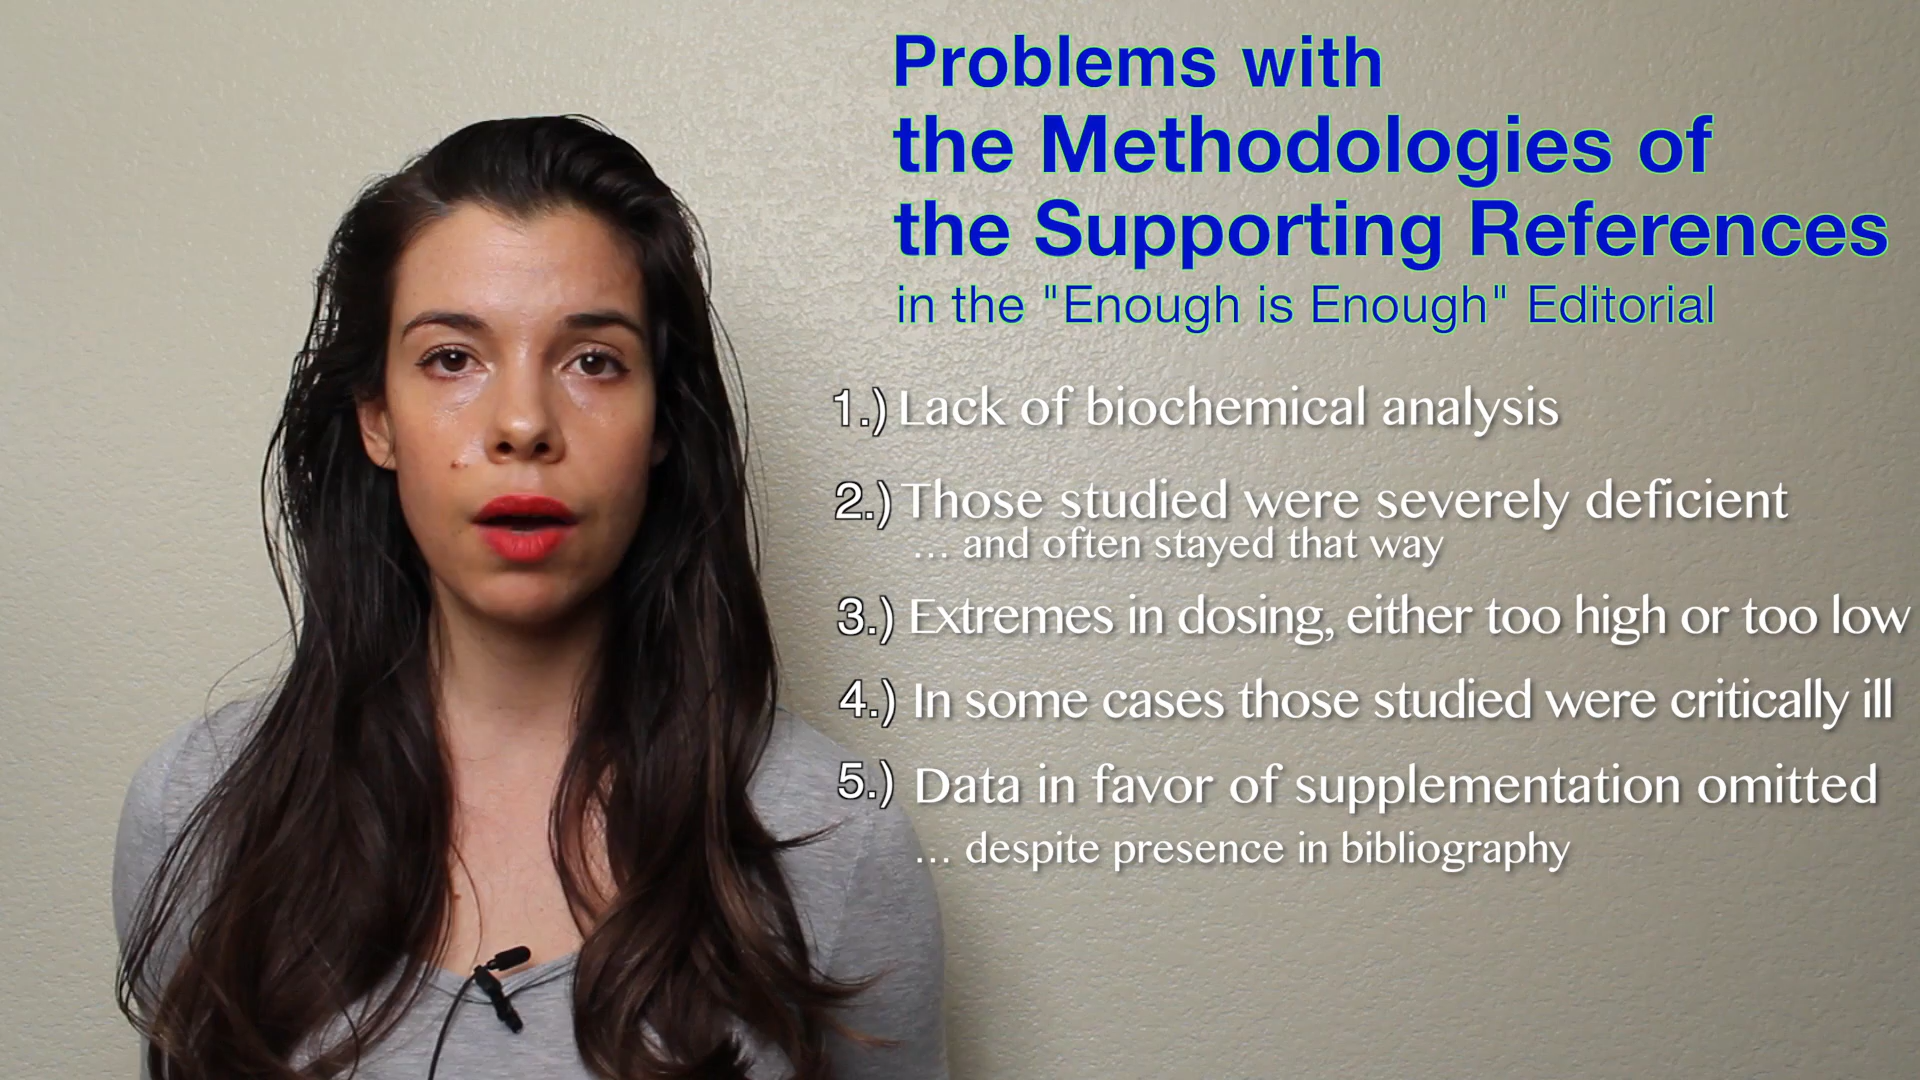 Problems with
the Methodologies of
the Supporting References
in the "Enough is Enough" Editorial
1.) Lack of biochemical analysis
2.) Those studied were severely deficient
... and often stayed that way
3.) Extremes in dosing, either too high or too low
4.) In some cases those studied were critically ill
5.) Data in favor of supplementation omitted
... despite presence in bibliography